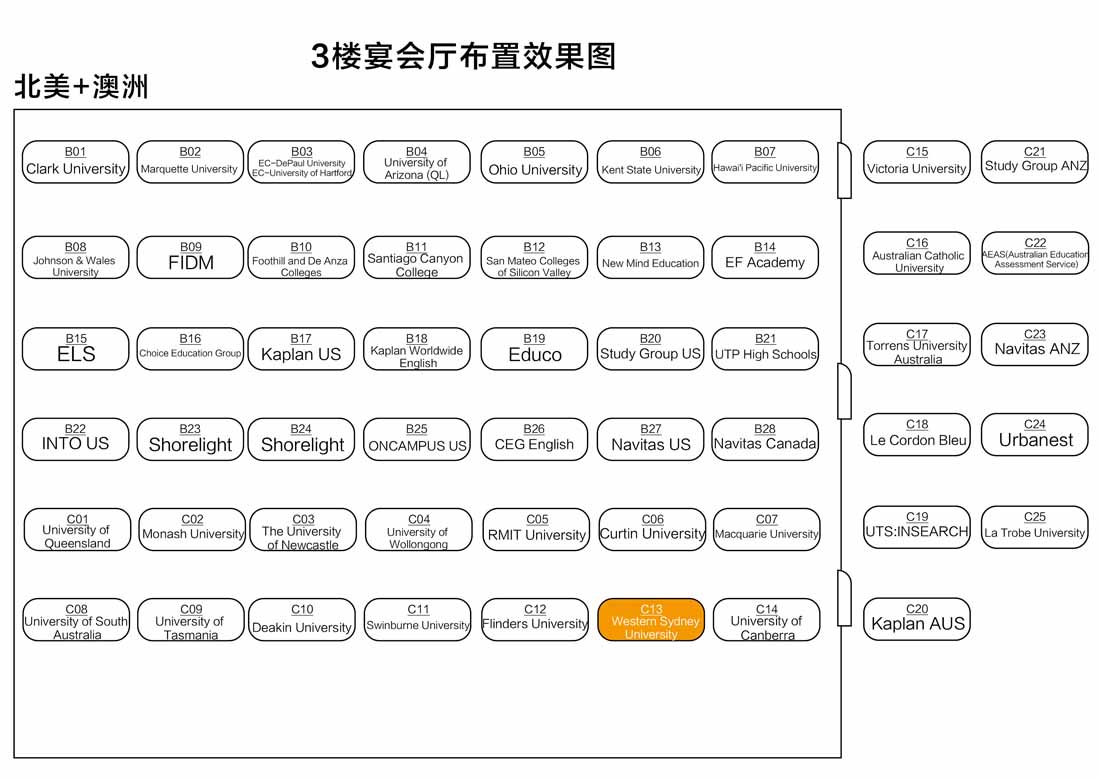 3楼宴会厅布置效果图
北美+澳洲
B01
Clark University
B02
Marquette University
B03
EC-DePaul University
EC-University of Hartford
B04
University of
Arizona (QL)
B05
Ohio University
B06
Kent State University
B07
Hawai'i Pacific University
C15
Victoria University
C21
Study Group ANZ
B08
Johnson & Wales
University
B09
FIDM
B10
Foothill and De Anza
Colleges
B11
Santiago Canyon
College
B12
San Mateo Colleges
of Silicon Valley
B13
New Mind Education
B14
EF Academy
C16
Australian Catholic
University
C22
AEAS(Australian Education
Assessment Service)
B15
ELS
B16
Choice Education Group
B17
Kaplan US
B18
Kaplan Worldwide
English
B19
Educo
B20
Study Group US
B21
UTP High Schools
C17
Torrens University
Australia
C23
Navitas ANZ
B22
INTO US
B23
Shorelight
B24
Shorelight
B25
ONCAMPUS US
B26
CEG English
B27
Navitas US
B28
Navitas Canada
C18
Le Cordon Bleu
C24
Urbanest
C01
University of
Queensland
C02
Monash University
C03
The University
of Newcastle
C04
University of
Wollongong
C05
RMIT University
C06
Curtin University
C07
Macquarie University
C19
UTS:INSEARCH
C25
La Trobe University
C08
University of South
Australia
C09
University of
Tasmania
C10
Deakin University
C11
Swinburne University
C12
Flinders University
C13
Western Sydney
University
C14
University of
Canberra
C20
Kaplan AUS